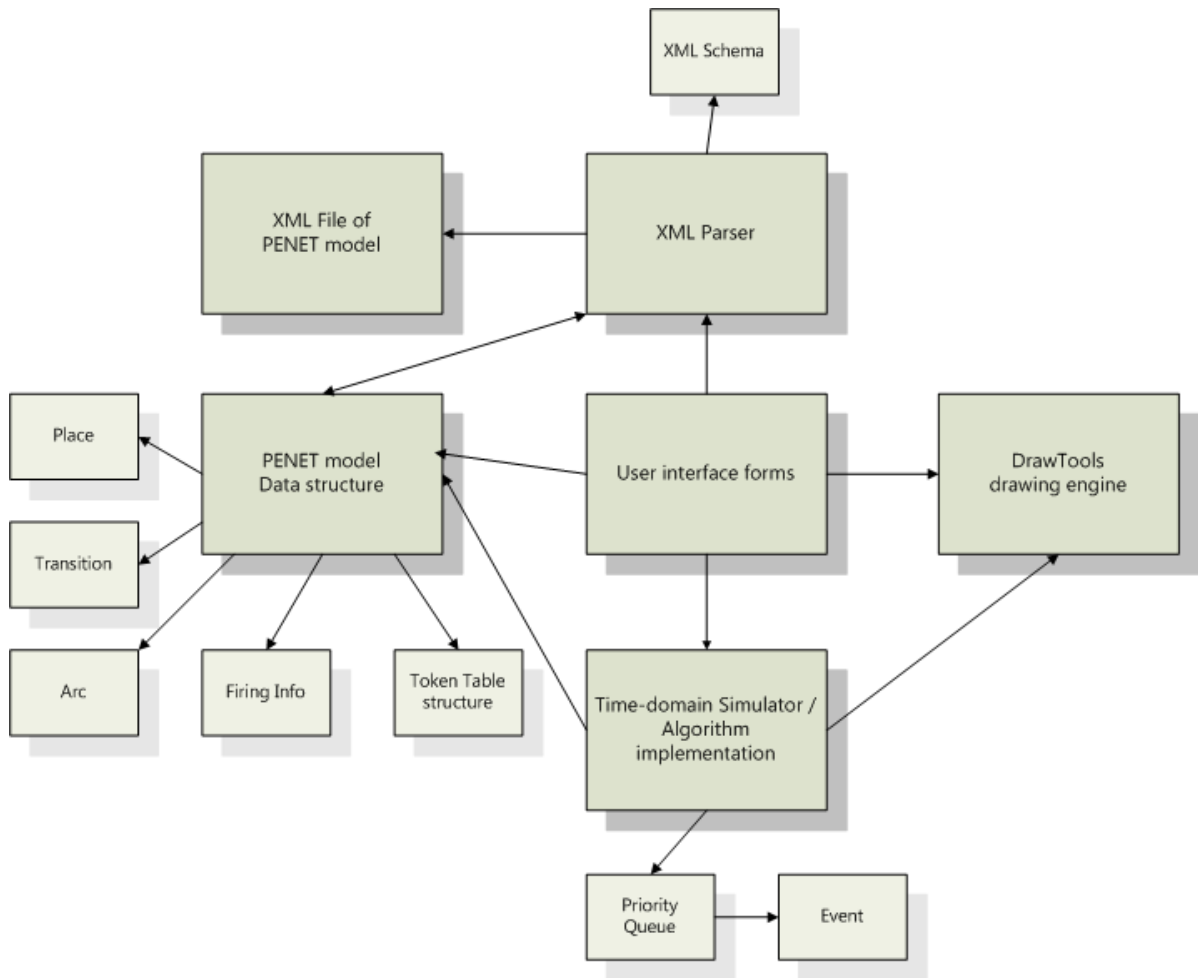 XML Schema
XML File of
PENET model
XML Parser
Place
PENET model
Data structure
User interface forms
DrawTools
drawing engine
Transition
Arc
Firing Info
Token Table
structure
Time-domain Simulator /
Algorithm
implementation
Priority
Queue
Event